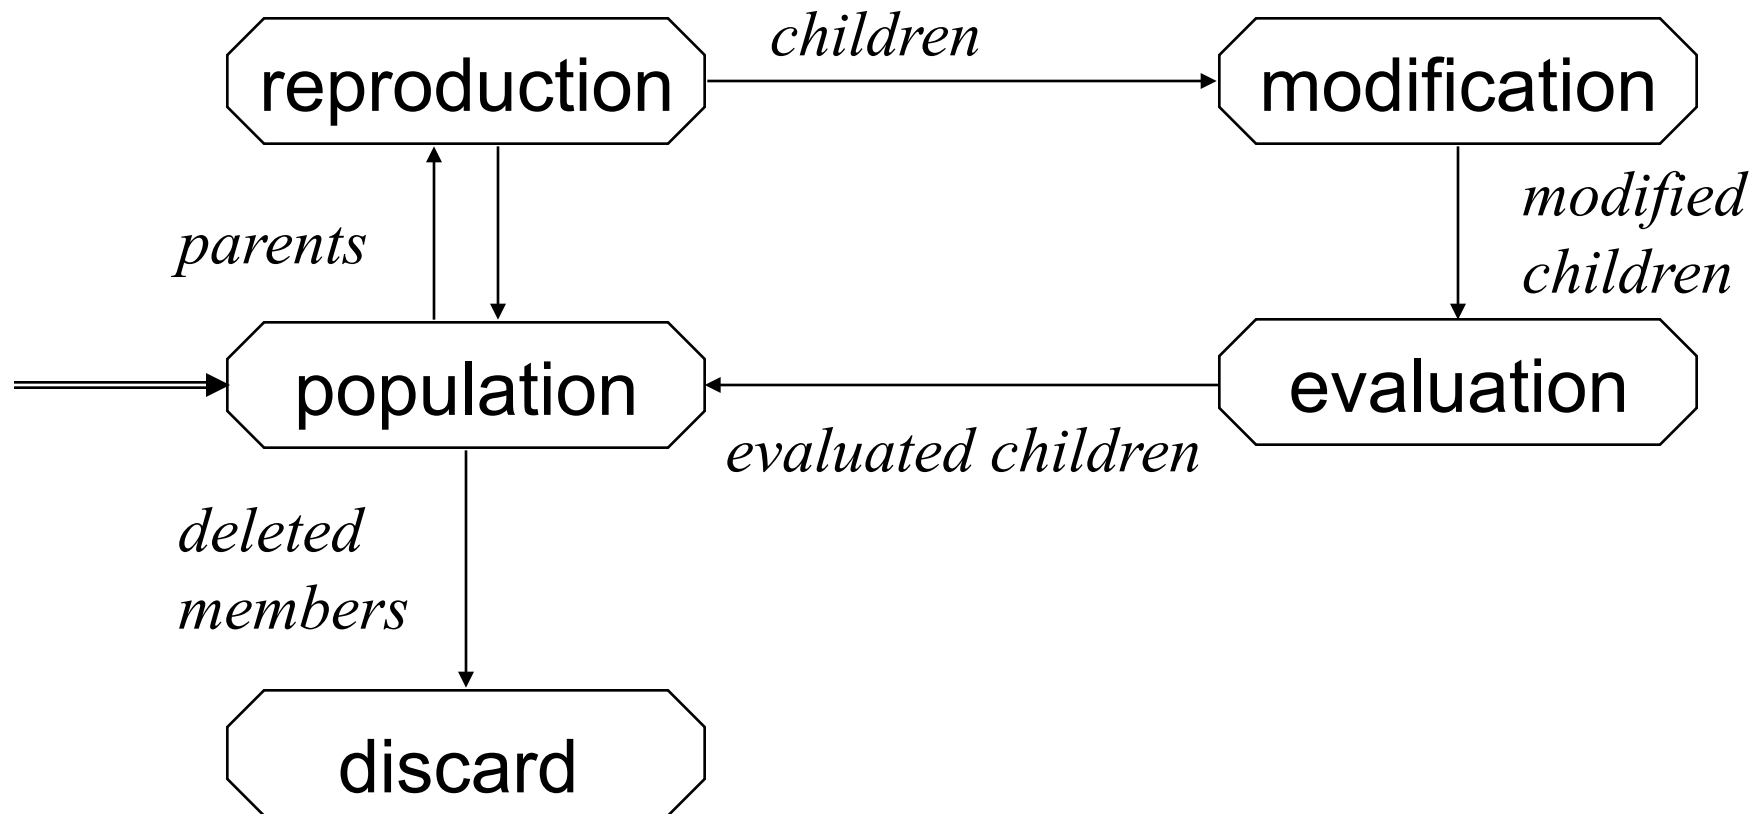 children
reproduction
modification
parents
modified
children
population
evaluation
evaluated children
deleted
members
discard